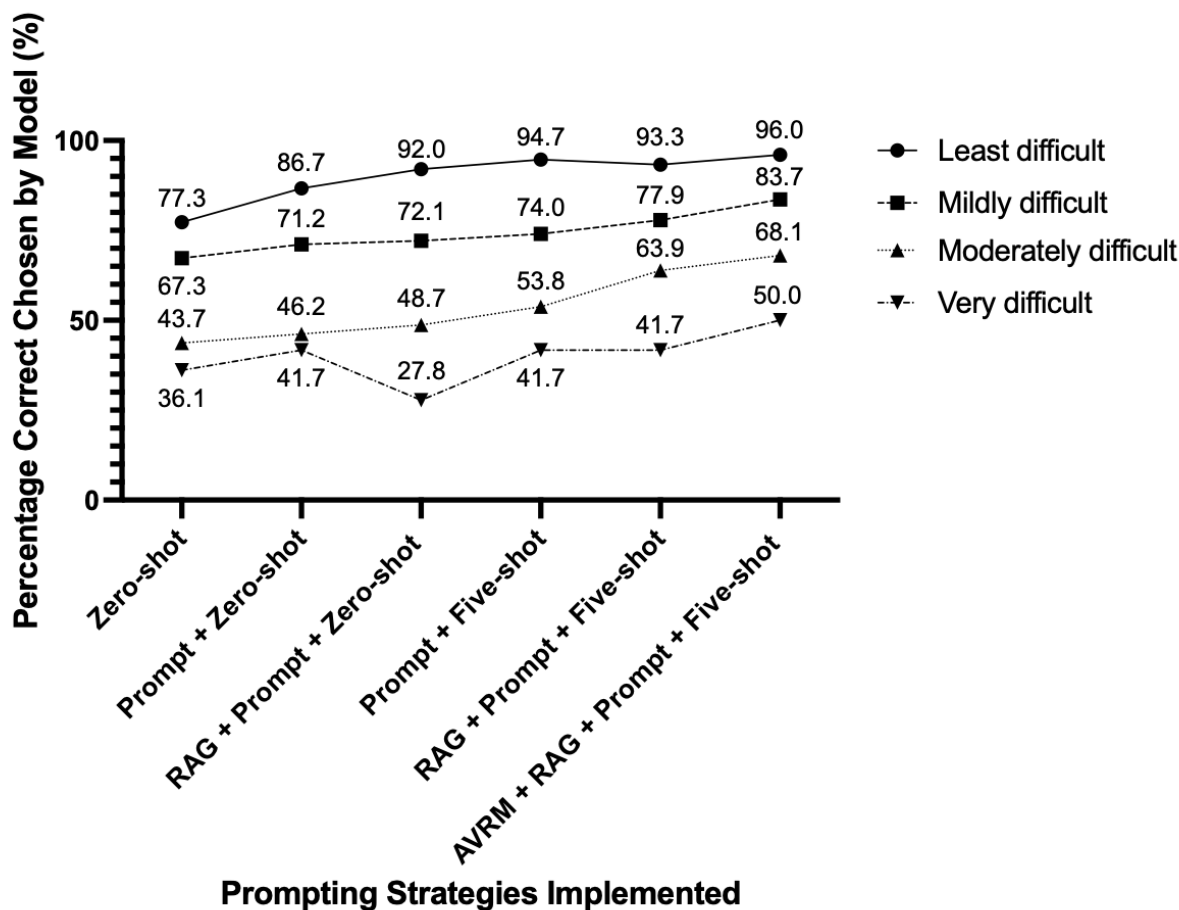 Percentage Correct Chosen by Model (%)
100
50
0
77.3
86.7
92.0
94.7
93.3
96.0
67.3
71.2
72.1
74.0
77.9
83.7
43.7
46.2
48.7
53.8
63.9
68.1
36.1
41.7
27.8
41.7
41.7
50.0
Least difficult
Mildly difficult
Moderately difficult
Very difficult
Zero-shot
Prompt + Zero-shot
RAG + Prompt + Zero-shot
Prompt + Five-shot
RAG + Prompt + Five-shot
AVRM + RAG + Prompt + Five-shot
Prompting Strategies Implemented